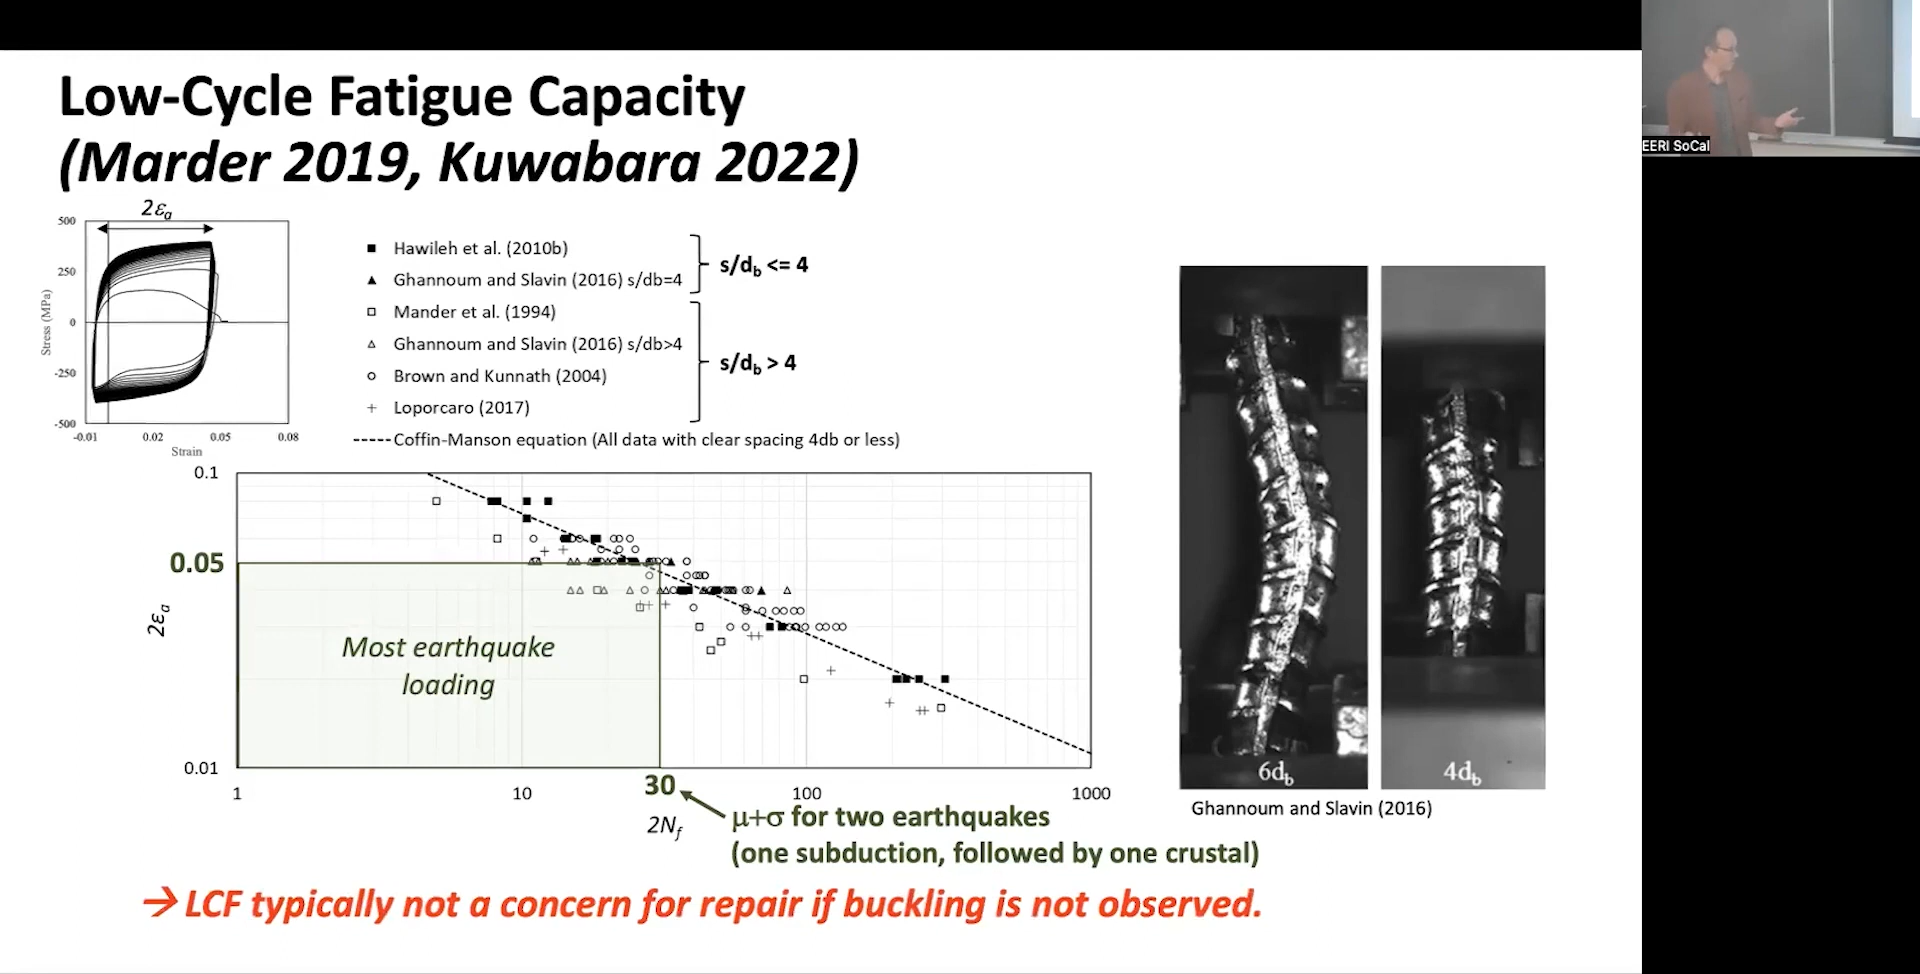 Low-Cycle Fatigue Capacity
(Marder 2019, Kuwabara 2022)
EERI SoCal
2εa
500
250
0
-250
-500
Stress (MPa)
-0.01
0.02
0.05
0.08
Strain
Hawileh et al. (2010b)
Ghannoum and Slavin (2016) s/db=4
s/db <= 4
Mander et al. (1994)
Ghannoum and Slavin (2016) s/db>4
Brown and Kunnath (2004)
Loporcaro (2017)
s/db > 4
Coffin-Manson equation (All data with clear spacing 4db or less)
0.1
0.05
0.01
2εa
Most earthquake
loading
1
10
30
100
1000
2Nf
μ+σ for two earthquakes
(one subduction, followed by one crustal)
6db
4db
Ghannoum and Slavin (2016)
→ LCF typically not a concern for repair if buckling is not observed.